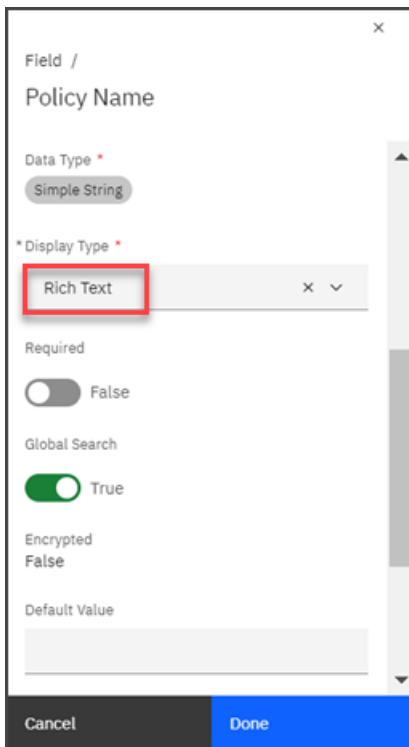 Field /
Policy Name
Data Type *
Simple String
* Display Type *
Rich Text
Required
False
Global Search
True
Encrypted
False
Default Value
Cancel
Done